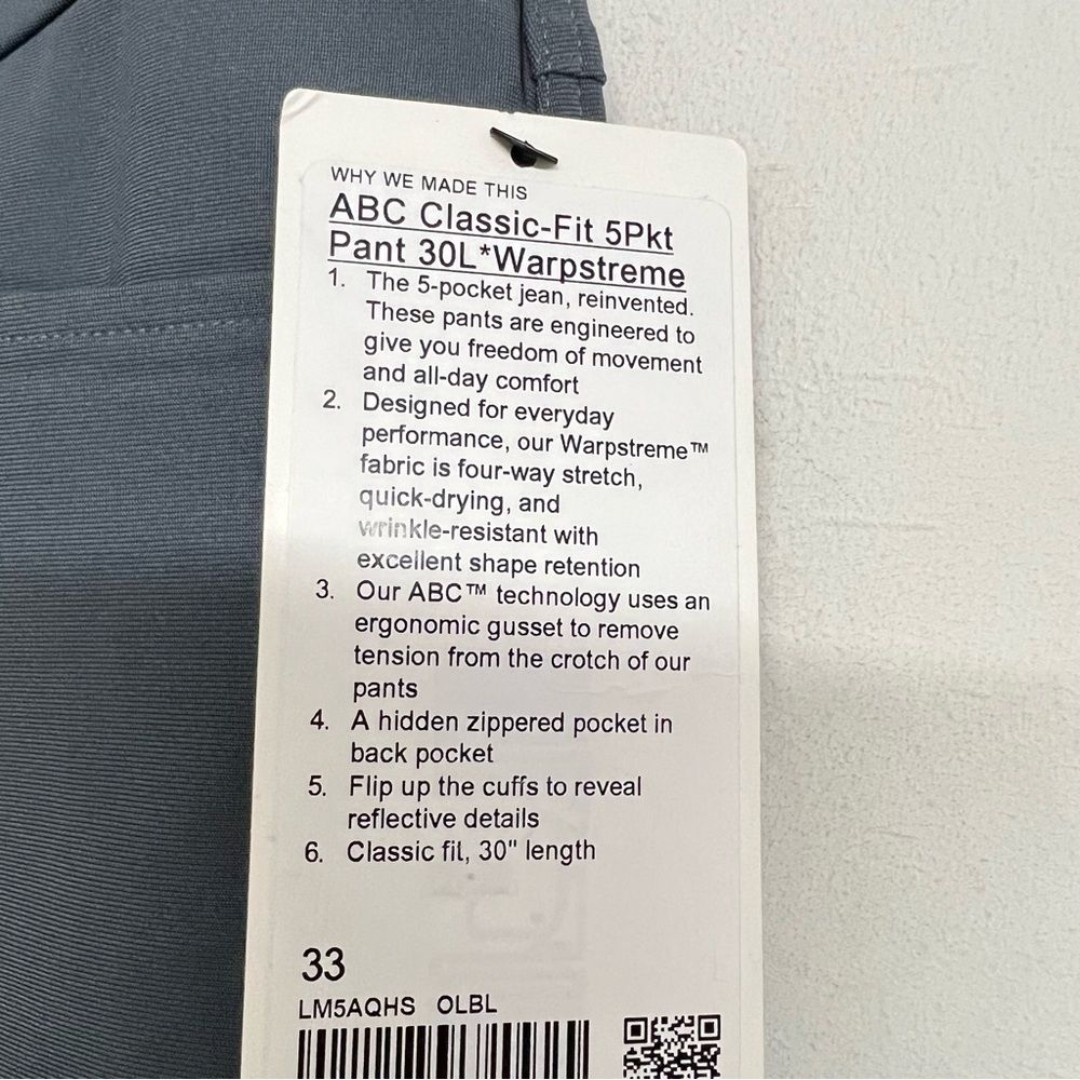 WHY WE MADE THIS
ABC Classic-Fit 5Pkt
Pant 30L*Warpstreme
1. The 5-pocket jean, reinvented.
These pants are engineered to
give you freedom of movement
and all-day comfort
2. Designed for everyday
performance, our Warpstreme™
fabric is four-way stretch,
quick-drying, and
wrinkle-resistant with
excellent shape retention
3. Our ABC™ technology uses an
ergonomic gusset to remove
tension from the crotch of our
pants
4. A hidden zippered pocket in
back pocket
5. Flip up the cuffs to reveal
reflective details
6. Classic fit, 30" length
33
LM5AQHS OLBL